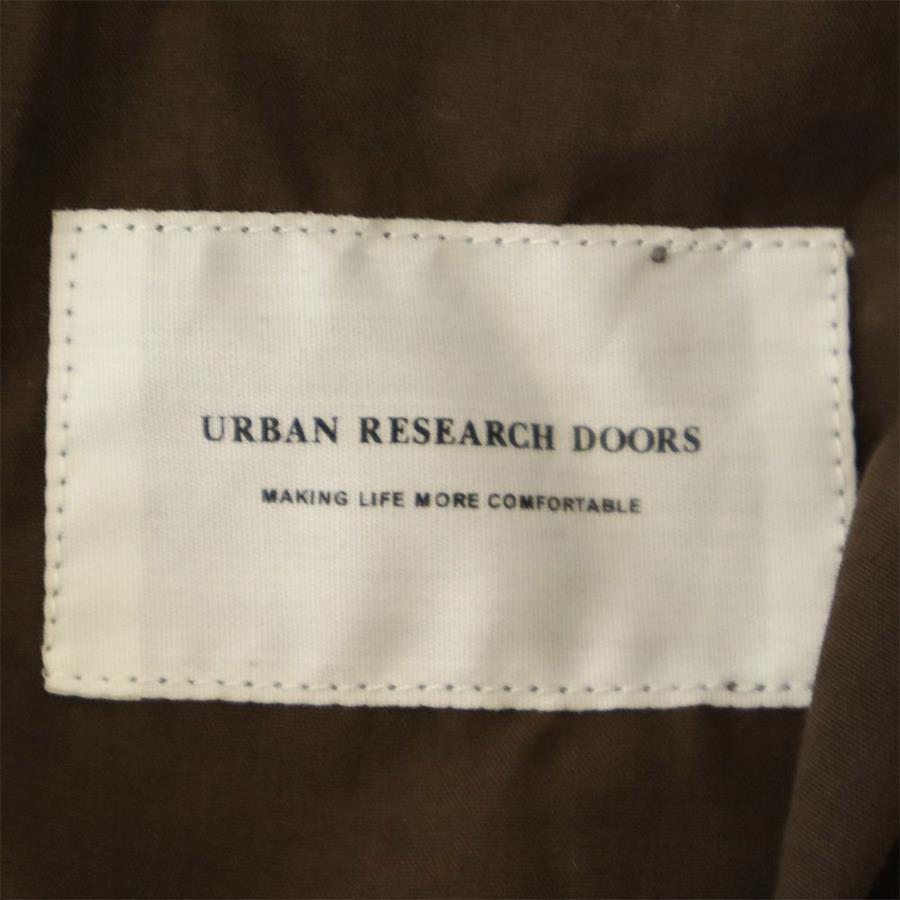 URBAN RESEARCH DOORS
MAKING LIFE MORE COMFORTABLE